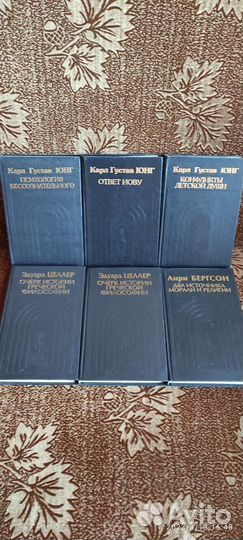 Карл Густав ЮНГ
ПСИХОЛОГИЯ
БЕССОЗНАТЕЛЬНОГО
Карл Густав ЮНГ
ОТВЕТ ИОВУ
Карл Густав ЮНГ
КОНФЛИКТЫ
ДЕТСКОЙ ДУШИ
Эдуард ЦЕЛЛЕР
ОЧЕРК ИСТОРИИ
ГРЕЧЕСКОЙ
ФИЛОСОФИИ
Эдуард ЦЕЛЛЕР
ОЧЕРК ИСТОРИИ
ГРЕЧЕСКОЙ
ФИЛОСОФИИ
Анри БЕРГСОН
ДВА ИСТОЧНИКА
МОРАЛИ И РЕЛИГИИ
Avito